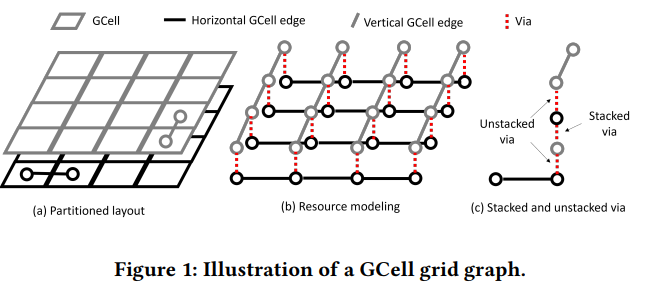 GCell
Horizontal GCell edge
Vertical GCell edge
Via
Unstacked
via
Stacked
via
(a) Partitioned layout
(b) Resource modeling
(c) Stacked and unstacked via
Figure 1: Illustration of a GCell grid graph.